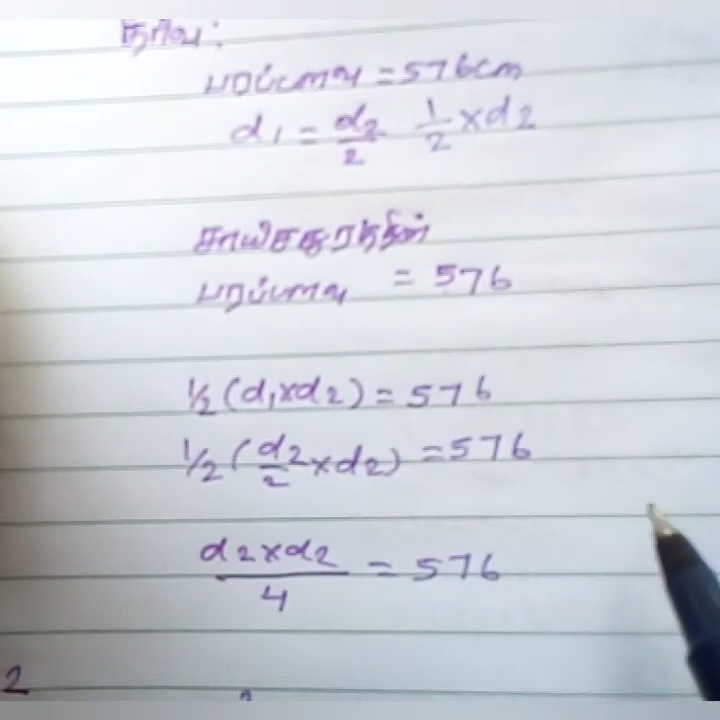 தீர்வு:
பரப்பளவு = 576cm
d1 = d2/2 1/2 × d2
சாய்சதுரத்தின்
பரப்பளவு = 576
1/2 (d1×d2) = 576
1/2 (d2/2 × d2) = 576
d2×d2/4 = 576
2